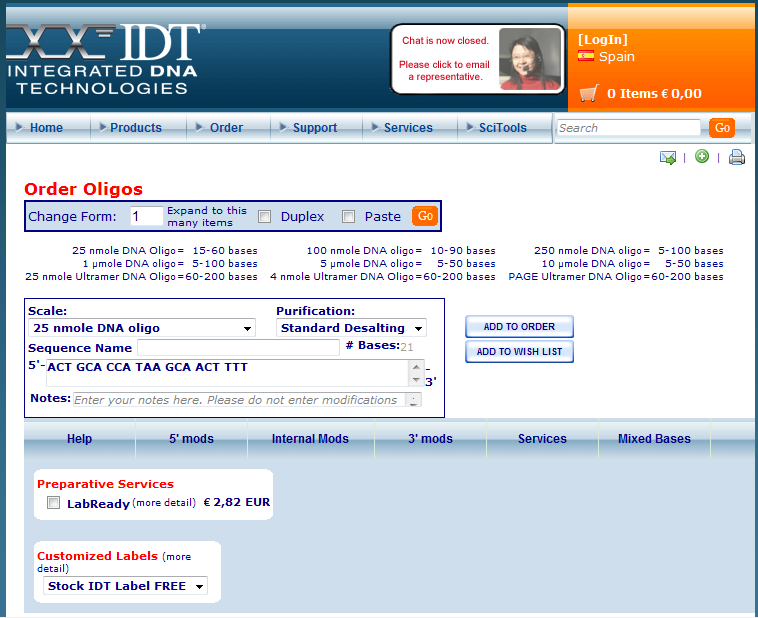 IDT
INTEGRATED DNA
TECHNOLOGIES
Chat is now closed.
Please click to email
a representative.
[LogIn]
Spain
0 Items € 0,00
Home Products Order Support Services SciTools Search Go
Order Oligos
Change Form: 1 Expand to this many items Duplex Paste Go
25 nmole DNA Oligo= 15-60 bases 100 nmole DNA oligo= 10-90 bases 250 nmole DNA oligo= 5-100 bases
1 µmole DNA oligo= 5-100 bases 5 µmole DNA oligo= 5-50 bases 10 µmole DNA oligo= 5-50 bases
25 nmole Ultramer DNA Oligo=60-200 bases 4 nmole Ultramer DNA Oligo=60-200 bases PAGE Ultramer DNA Oligo=60-200 bases
Scale: Purification:
25 nmole DNA oligo Standard Desalting
Sequence Name # Bases:21
5'- ACT GCA CCA TAA GCA ACT TTT -3'
Notes: Enter your notes here. Please do not enter modifications
ADD TO ORDER
ADD TO WISH LIST
Help 5' mods Internal Mods 3' mods Services Mixed Bases
Preparative Services
LabReady (more detail) € 2,82 EUR
Customized Labels (more
detail)
Stock IDT Label FREE